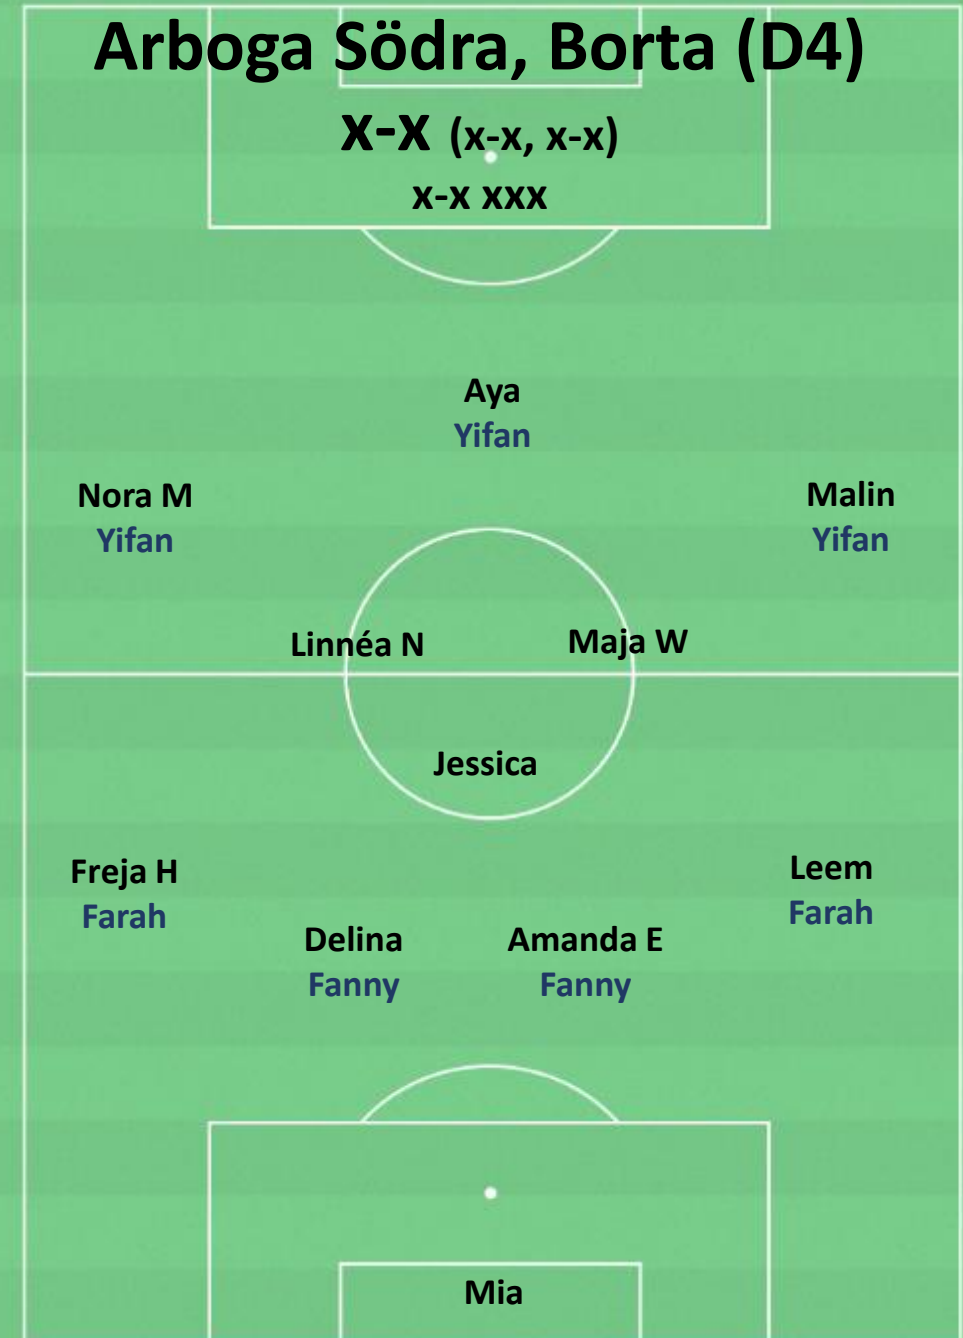 Arboga Södra, Borta (D4)
x-x (x-x, x-x)
x-x xxx
Aya
Yifan
Nora M
Yifan
Malin
Yifan
Linnéa N
Maja W
Jessica
Freja H
Farah
Leem
Farah
Delina
Fanny
Amanda E
Fanny
Mia